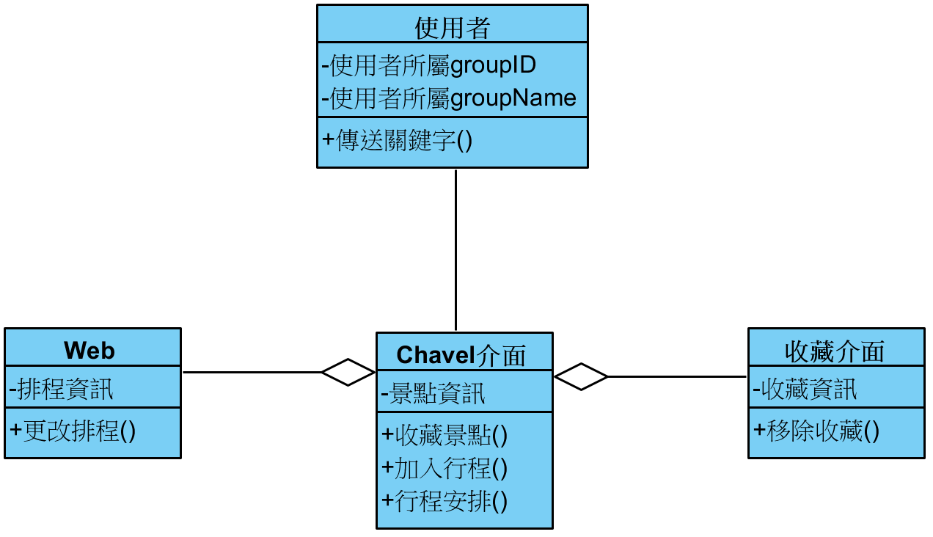 使用者
-使用者所屬groupID
-使用者所屬groupName
+傳送關鍵字()
Web
-排程資訊
+更改排程()
Chavel介面
-景點資訊
+收藏景點()
+加入行程()
+行程安排()
收藏介面
-收藏資訊
+移除收藏()